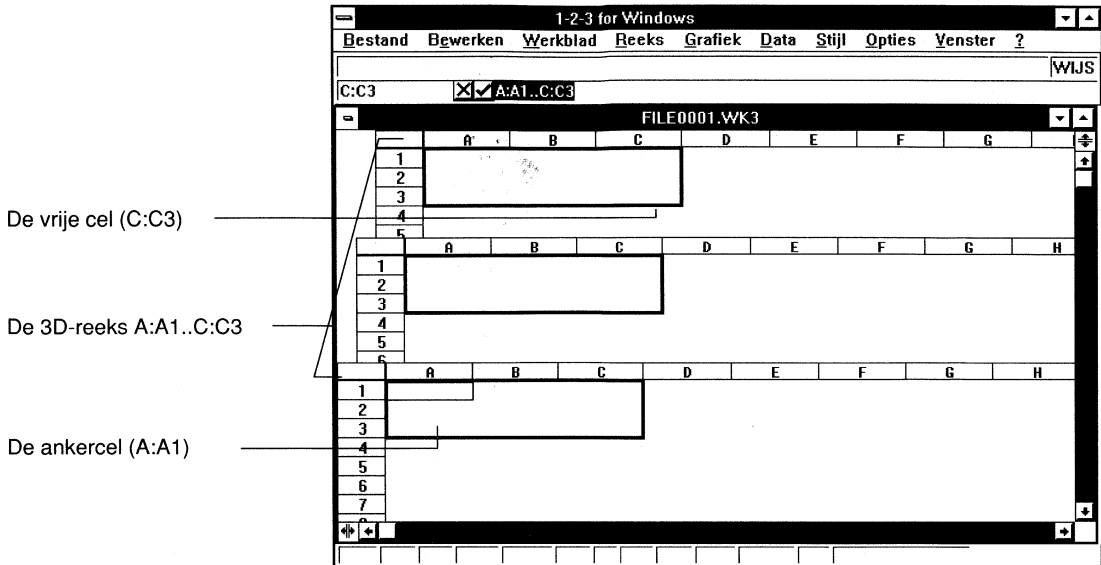 1-2-3 for Windows
Bestand Bewerken Werkblad Reeks Grafiek Data Stijl Opties Venster ?
WIJS
C:C3 A:A1..C:C3
FILE0001.WK3
A B C D E F G
1
2
3
De vrije cel (C:C3)
4
5
A B C D E F G H
1
2
3
De 3D-reeks A:A1..C:C3
4
5
6
A B C D E F G H
1
2
3
De ankercel (A:A1)
4
5
6
7